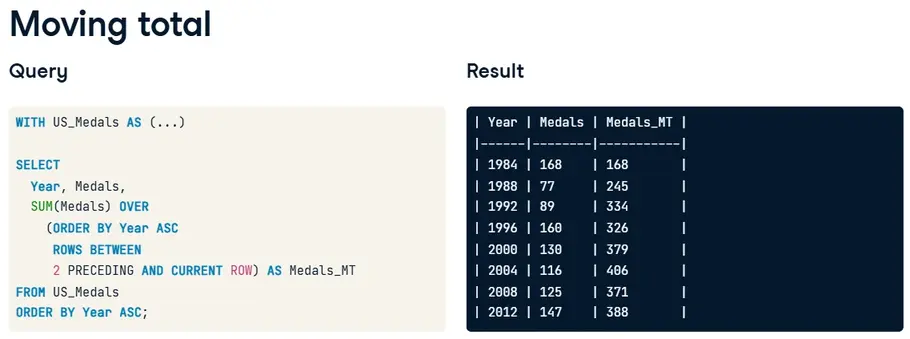 Moving total
Query
WITH US_Medals AS (...)
SELECT
Year, Medals,
SUM(Medals) OVER
(ORDER BY Year ASC
ROWS BETWEEN
2 PRECEDING AND CURRENT ROW) AS Medals_MT
FROM US_Medals
ORDER BY Year ASC;
Result
| Year | Medals | Medals_MT |
|------|--------|-----------|
| 1984 | 168 | 168 |
| 1988 | 77 | 245 |
| 1992 | 89 | 334 |
| 1996 | 160 | 326 |
| 2000 | 130 | 379 |
| 2004 | 116 | 406 |
| 2008 | 125 | 371 |
| 2012 | 147 | 388 |